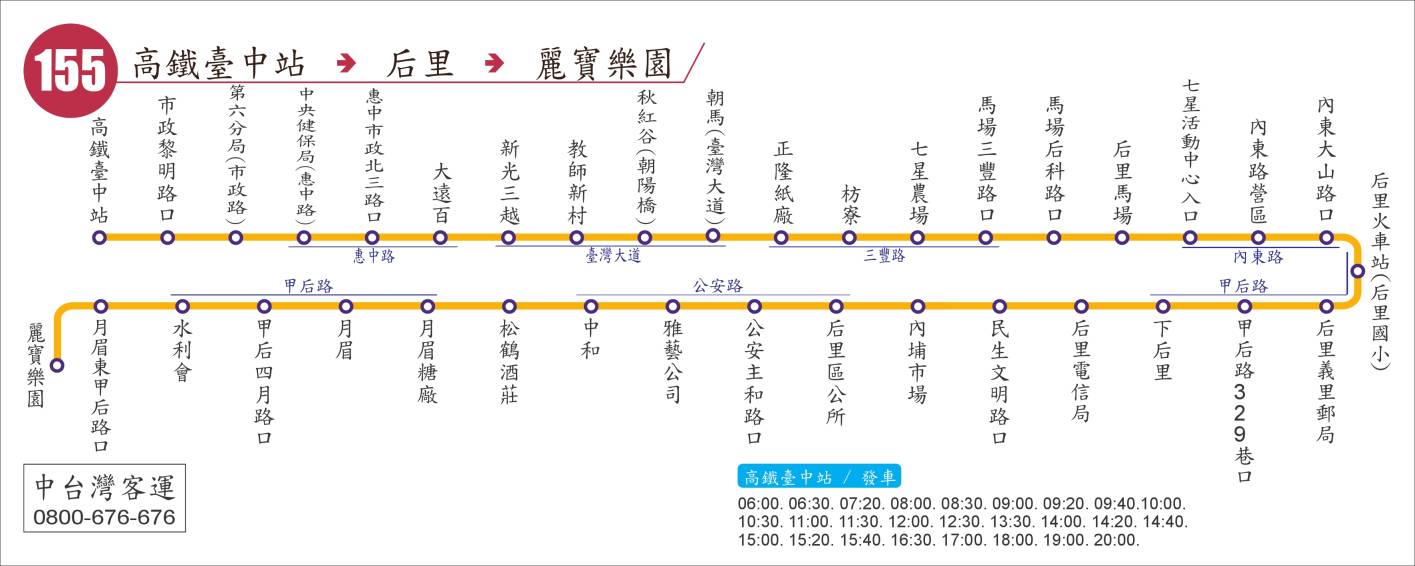 155 高鐵臺中站 ➔ 后里 ➔ 麗寶樂園
高鐵臺中站
市政黎明路口
第六分局(市政路)
中央健保局(惠中路)
惠中市政北三路口
大遠百
新光三越
教師新村
秋紅谷(朝陽橋)
朝馬(臺灣大道)
正隆紙廠
枋寮
七星農場
馬場三豐路口
馬場后科路口
后里馬場
七星活動中心入口
內東路營區
內東大山路口
后里火車站(后里國小)
惠中路
臺灣大道
三豐路
內東路
甲后路
公安路
甲后路
后里義里郵局
甲后路329巷口
下后里
后里電信局
民生文明路口
內埔市場
后里區公所
公安主和路口
雅藝公司
中和
松鶴酒莊
月眉糖廠
月眉
甲后四月路口
水利會
月眉東甲后路口
麗寶樂園
中台灣客運
0800-676-676
高鐵臺中站 / 發車
06:00. 06:30. 07:20. 08:00. 08:30. 09:00. 09:20. 09:40.10:00.
10:30. 11:00. 11:30. 12:00. 12:30. 13:30. 14:00. 14:20. 14:40.
15:00. 15:20. 15:40. 16:30. 17:00. 18:00. 19:00. 20:00.